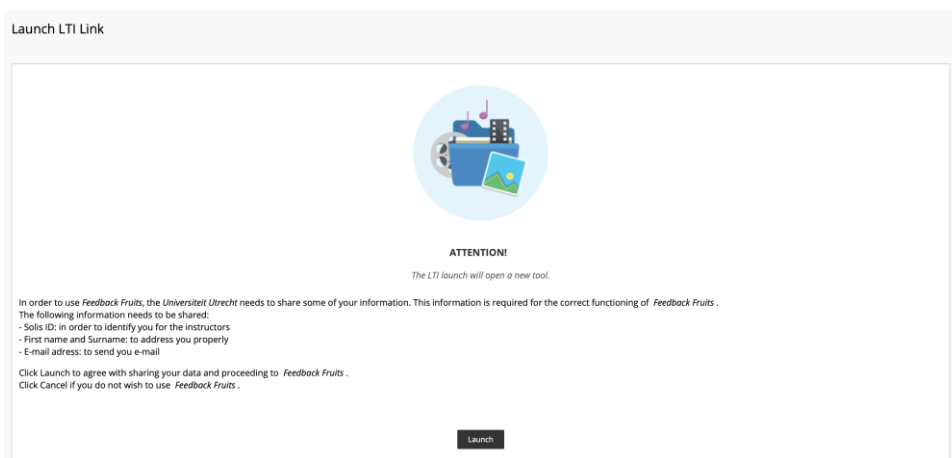 Launch LTI Link
ATTENTION!
The LTI launch will open a new tool.
In order to use Feedback Fruits, the Universiteit Utrecht needs to share some of your information. This information is required for the correct functioning of Feedback Fruits .
The following information needs to be shared:
- Solis ID: in order to identify you for the instructors
- First name and Surname: to address you properly
- E-mail adress: to send you e-mail
Click Launch to agree with sharing your data and proceeding to Feedback Fruits .
Click Cancel if you do not wish to use Feedback Fruits .
Launch